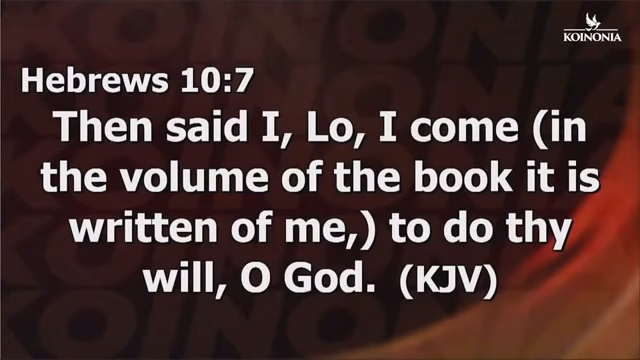 KOINONIA
Hebrews 10:7
Then said I, Lo, I come (in
the volume of the book it is
written of me,) to do thy
will, O God. (KJV)